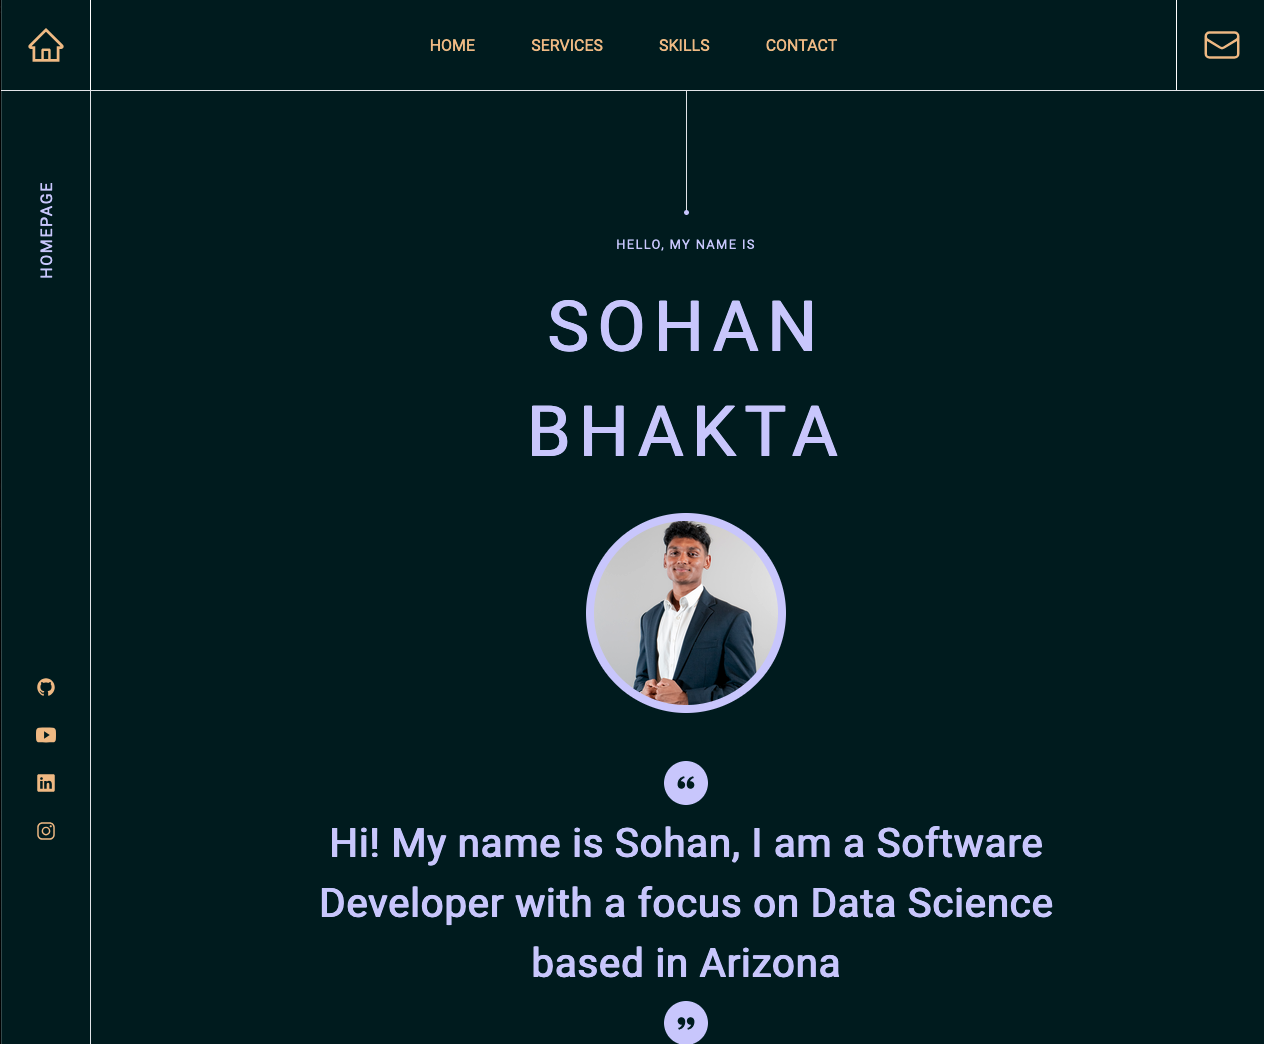 HOME SERVICES SKILLS CONTACT
HOMEPAGE
HELLO, MY NAME IS
SOHAN
BHAKTA
“
Hi! My name is Sohan, I am a Software
Developer with a focus on Data Science
based in Arizona
”